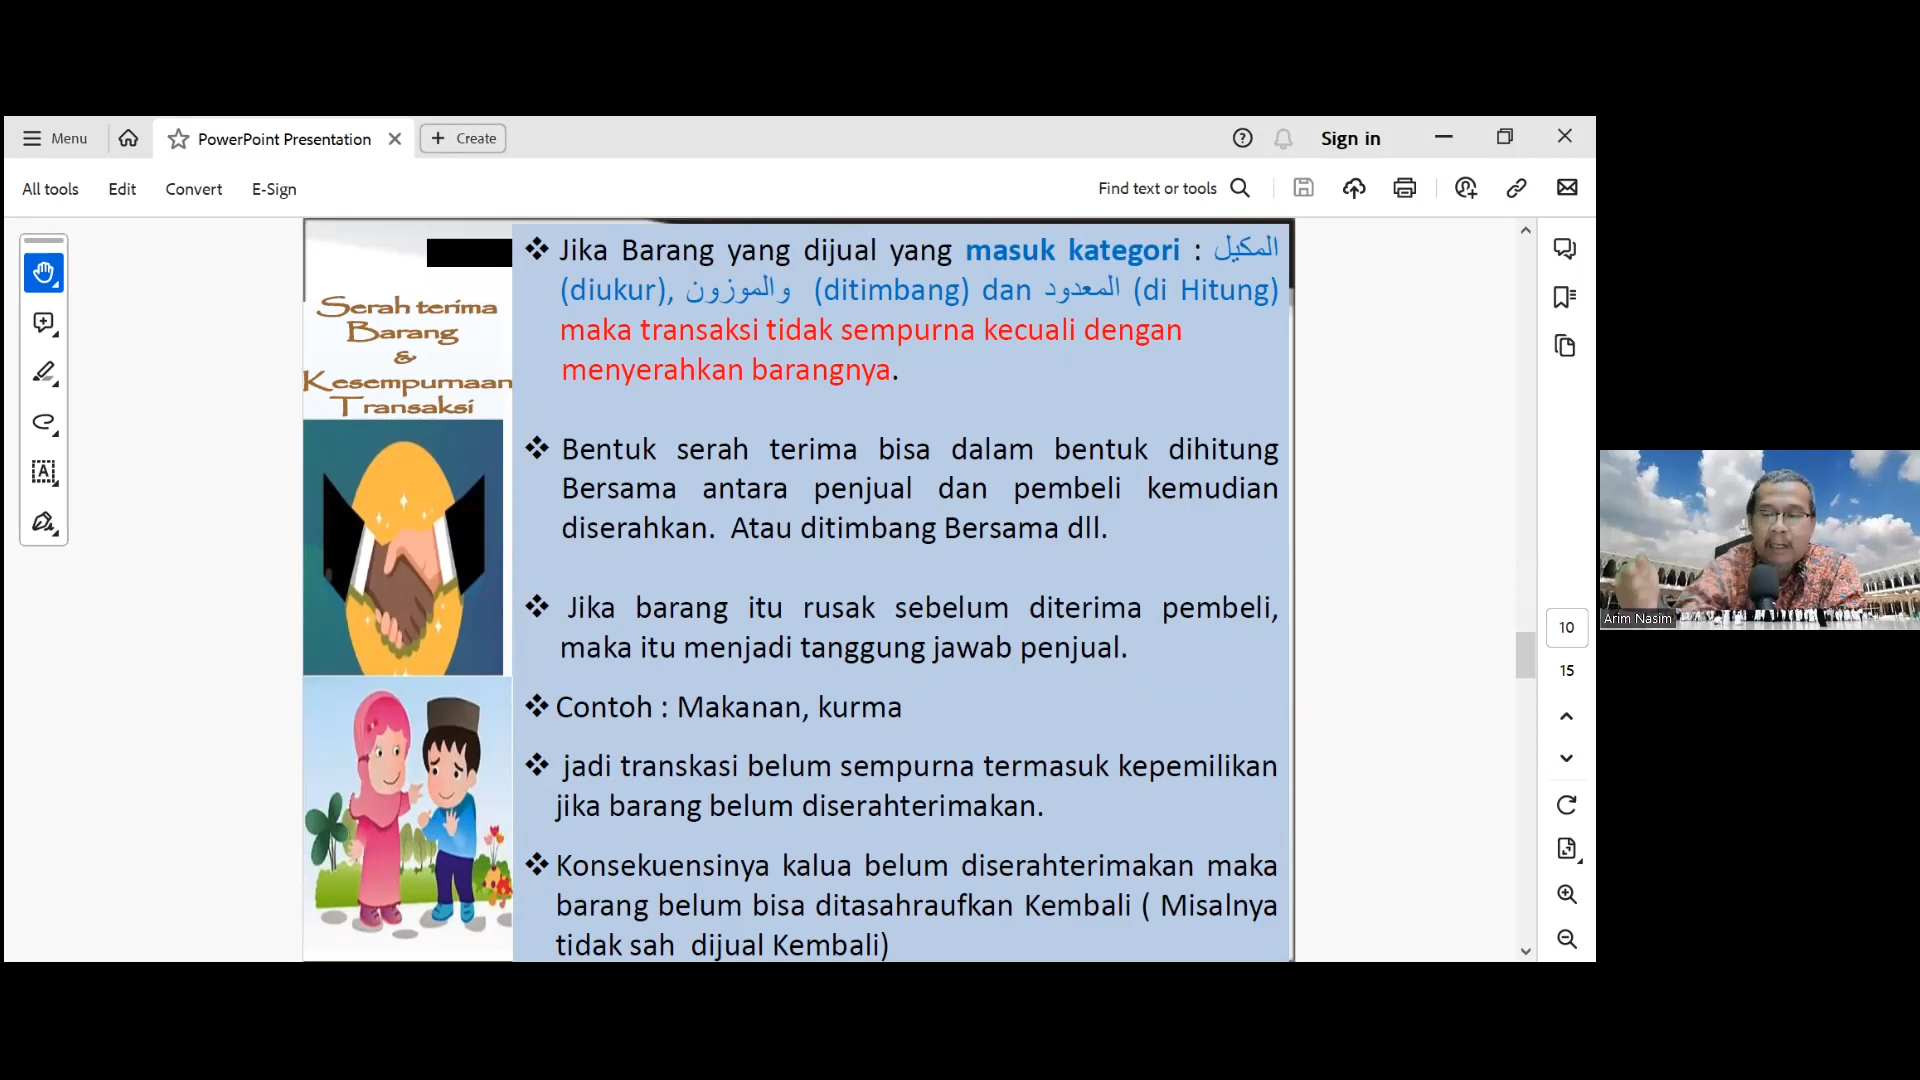 Menu
PowerPoint Presentation
Create
Sign in
All tools Edit Convert E-Sign
Find text or tools
Serah terima
Barang
&
Kesempurnaan
Transaksi
❖ Jika Barang yang dijual yang masuk kategori : المكيل
(diukur), والموزون (ditimbang) dan المعدود (di Hitung)
maka transaksi tidak sempurna kecuali dengan
menyerahkan barangnya.
❖ Bentuk serah terima bisa dalam bentuk dihitung
Bersama antara penjual dan pembeli kemudian
diserahkan. Atau ditimbang Bersama dll.
❖ Jika barang itu rusak sebelum diterima pembeli,
maka itu menjadi tanggung jawab penjual.
❖ Contoh : Makanan, kurma
❖ jadi transkasi belum sempurna termasuk kepemilikan
jika barang belum diserahterimakan.
❖ Konsekuensinya kalua belum diserahterimakan maka
barang belum bisa ditasahraufkan Kembali ( Misalnya
tidak sah dijual Kembali)
10
15
Arim Nasim